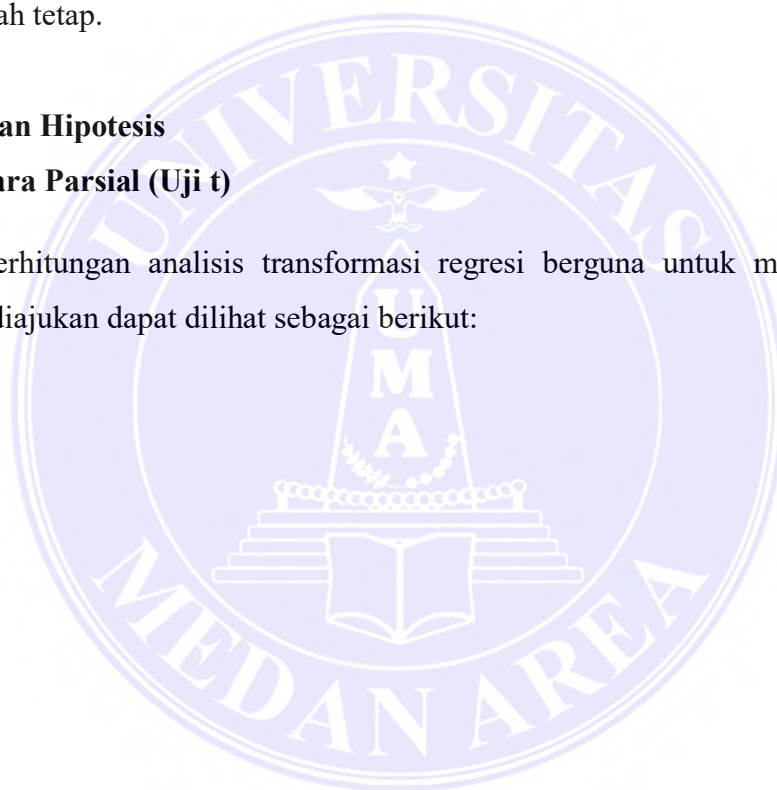 ah tetap.
an Hipotesis
ara Parsial (Uji t)
erhitungan analisis transformasi regresi berguna untuk m
diajukan dapat dilihat sebagai berikut:
UNIVERSITAS
U
M
A
MEDAN AREA